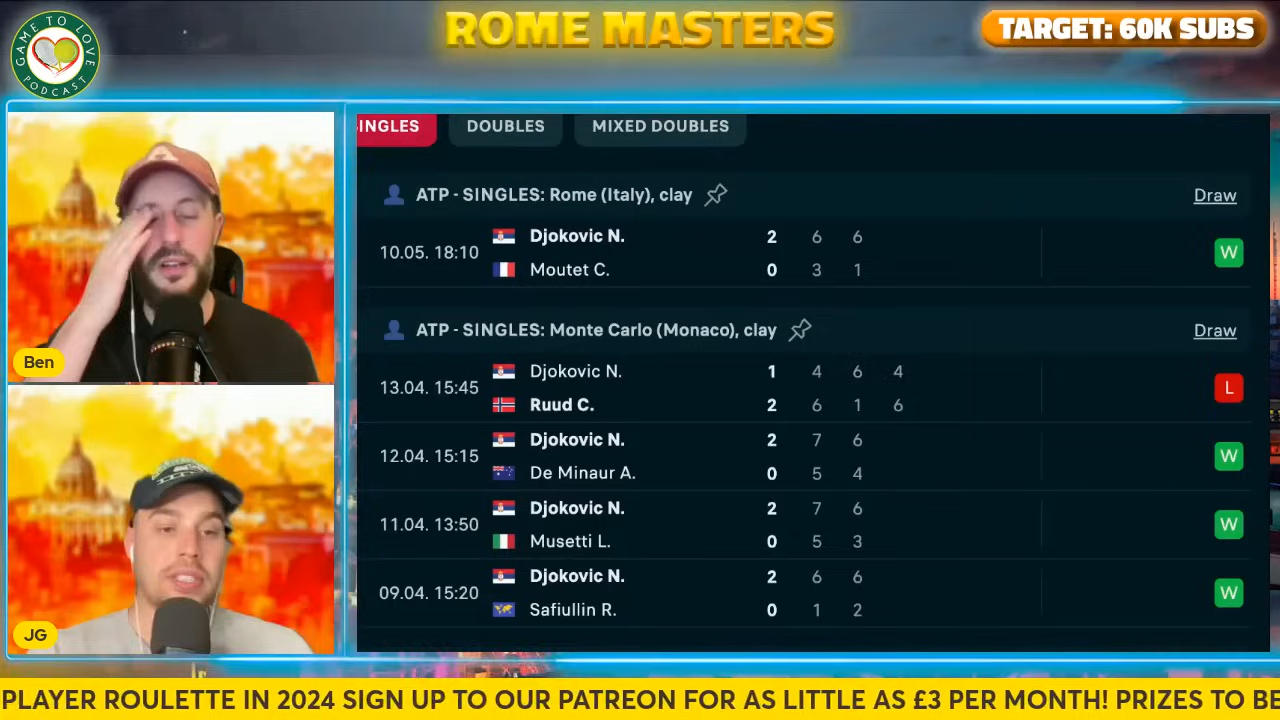 GAME TO LOVE
PODCAST
ROME MASTERS
TARGET: 60K SUBS
INGLES
DOUBLES
MIXED DOUBLES
ATP - SINGLES: Rome (Italy), clay
Draw
10.05. 18:10
Djokovic N. 2 6 6
Moutet C. 0 3 1
W
ATP - SINGLES: Monte Carlo (Monaco), clay
Draw
13.04. 15:45
Djokovic N. 1 4 6 4
Ruud C. 2 6 1 6
L
12.04. 15:15
Djokovic N. 2 7 6
De Minaur A. 0 5 4
W
11.04. 13:50
Djokovic N. 2 7 6
Musetti L. 0 5 3
W
09.04. 15:20
Djokovic N. 2 6 6
Safiullin R. 0 1 2
W
Ben
JG
PLAYER ROULETTE IN 2024 SIGN UP TO OUR PATREON FOR AS LITTLE AS £3 PER MONTH! PRIZES TO BE